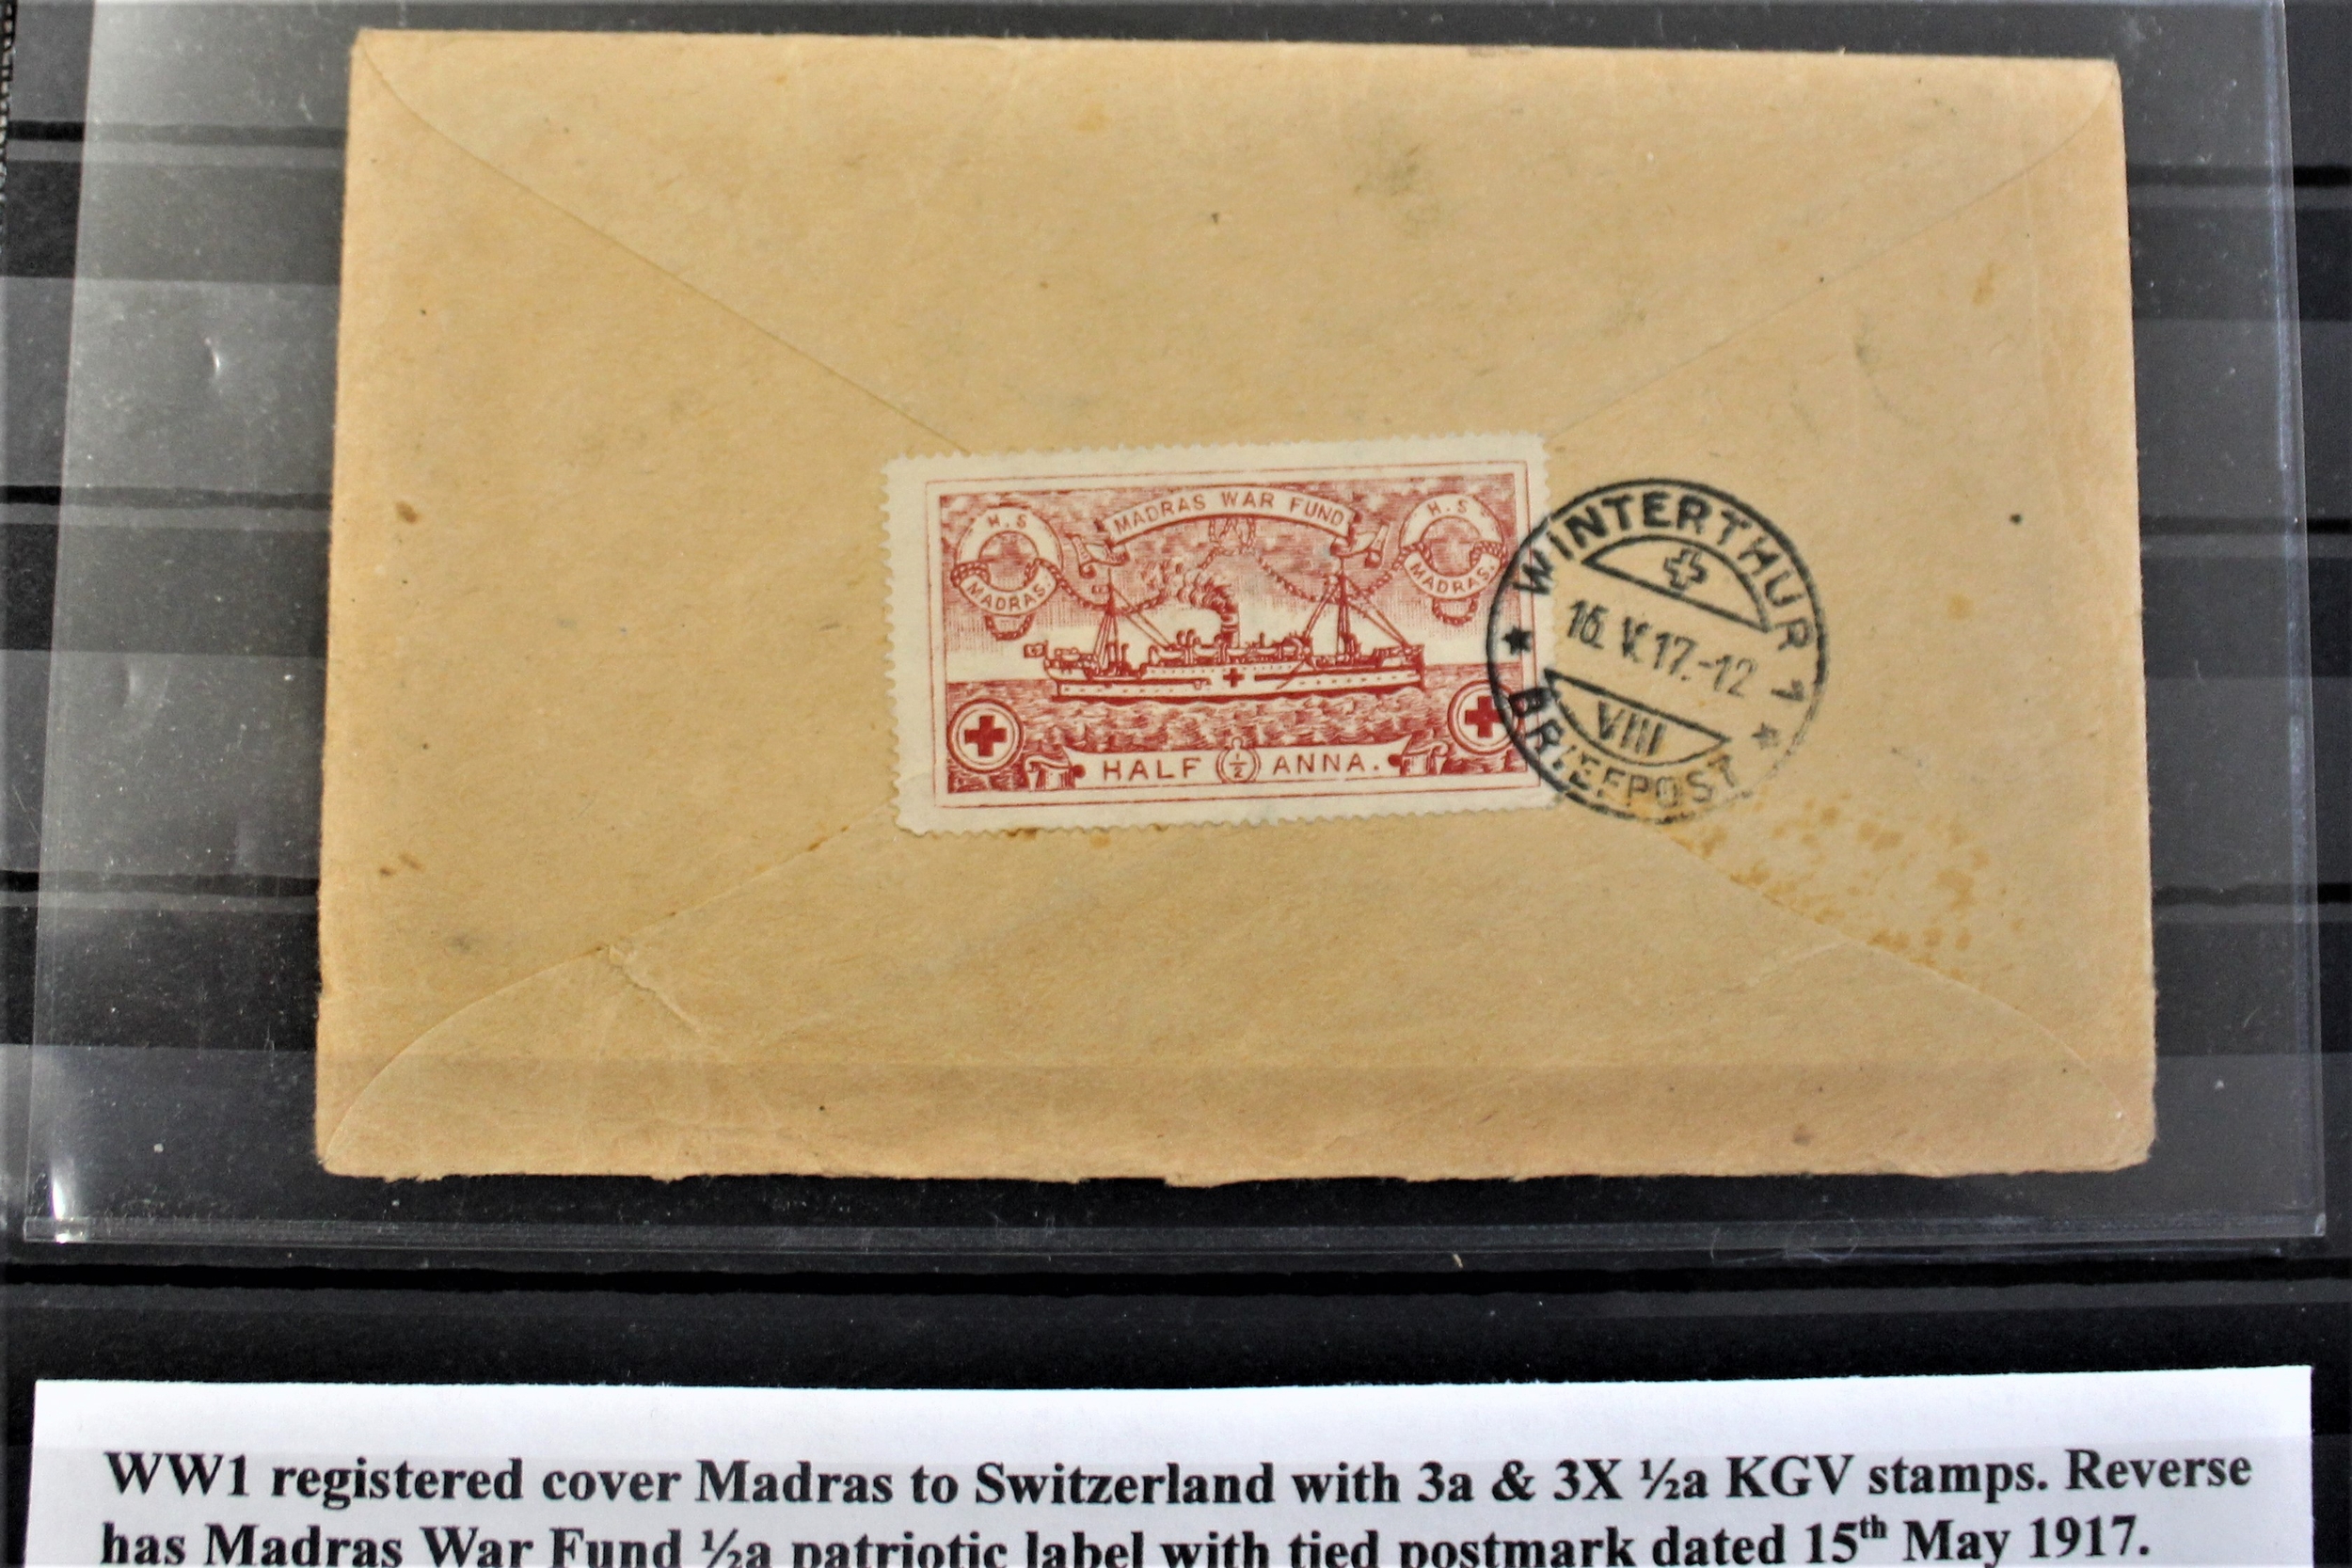 MADRAS WAR FUND
H.S
MADRAS.
H.S
MADRAS.
HALF ½ ANNA.
WINTERTHUR 1
V.17.-12
VIII
BRIEFPOST
WW1 registered cover Madras to Switzerland with 3a & 3X ½a KGV stamps. Reverse
has Madras War Fund ½a patriotic label with tied postmark dated 15th May 1917.